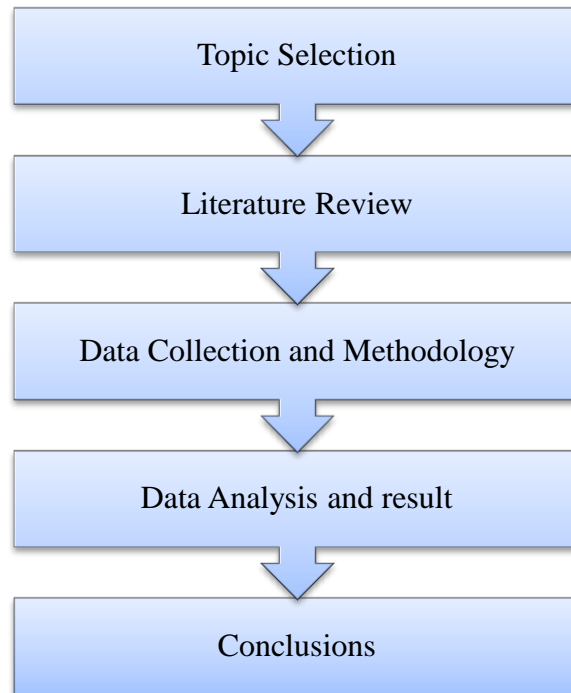 Topic Selection
Literature Review
Data Collection and Methodology
Data Analysis and result
Conclusions